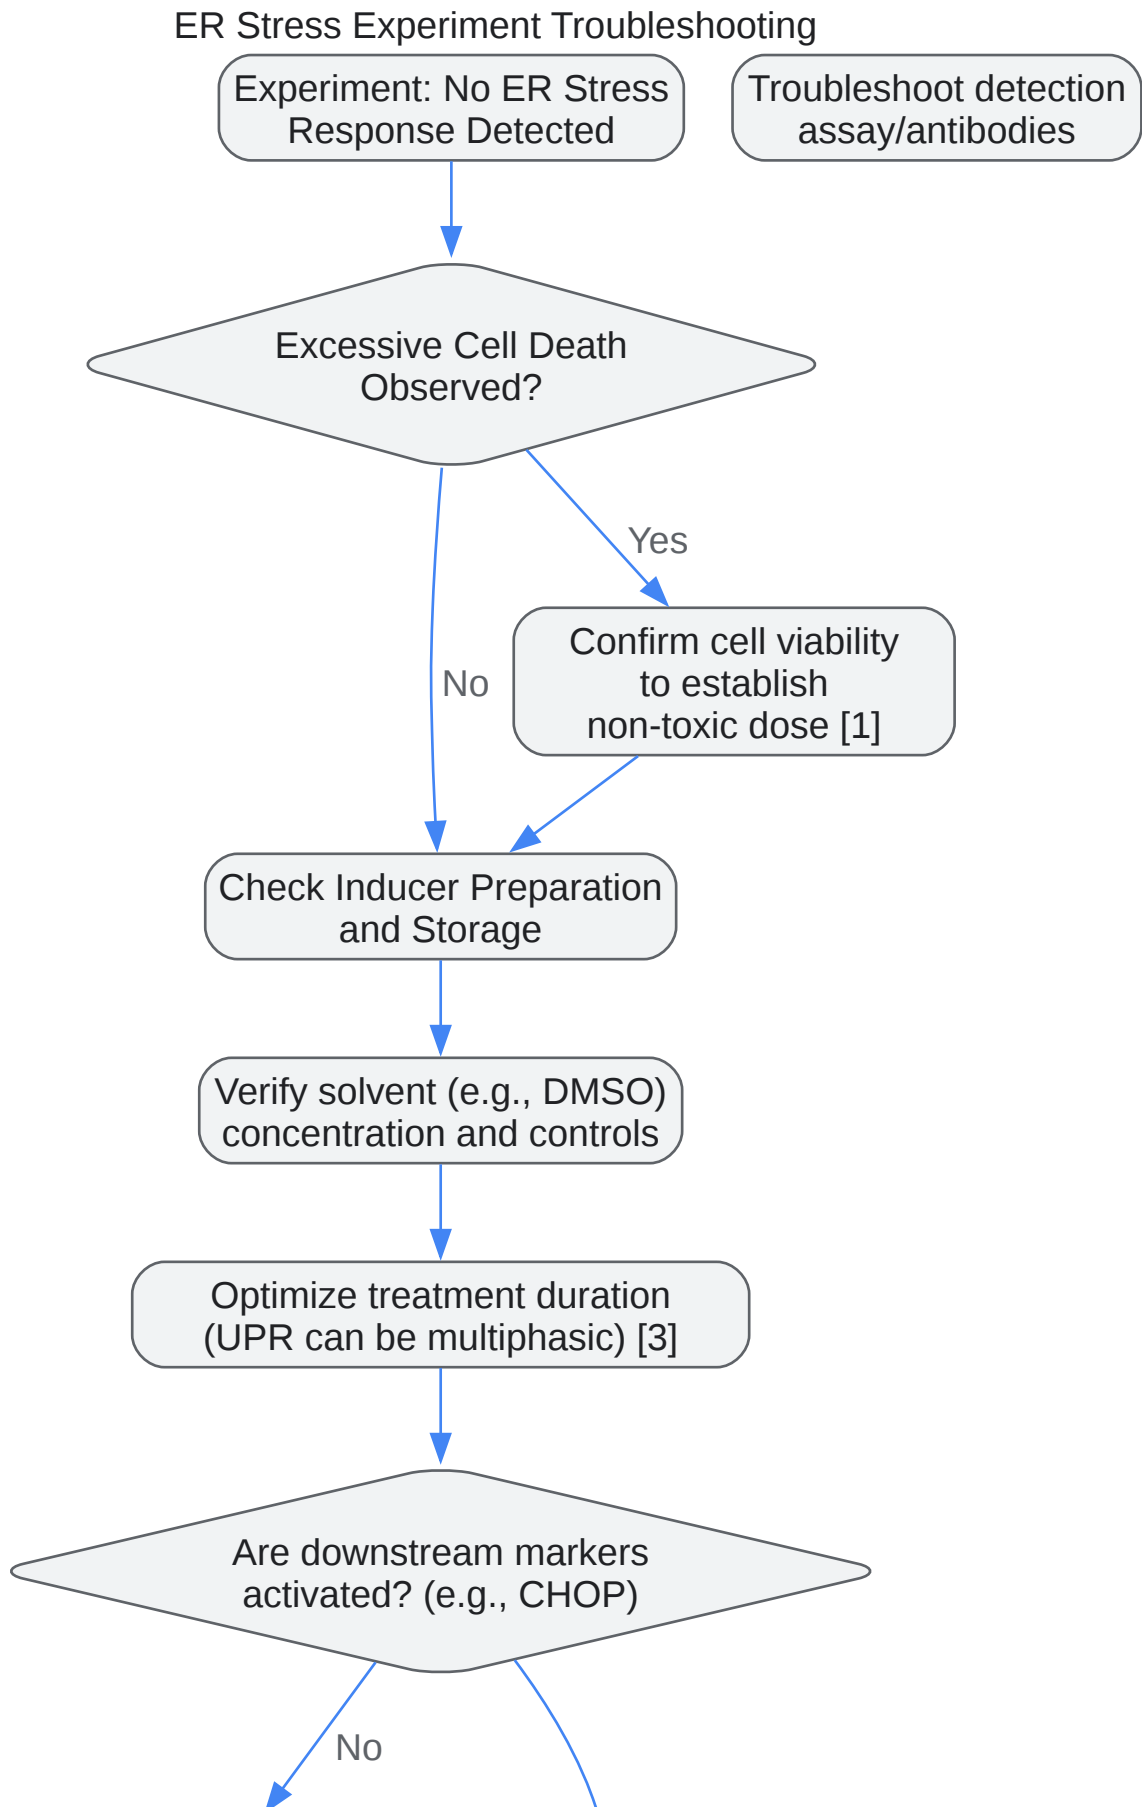 ER Stress Experiment Troubleshooting
Experiment: No ER Stress
Response Detected
Troubleshoot detection
assay/antibodies
Excessive Cell Death
Observed?
Yes
No
Confirm cell viability
to establish
non-toxic dose [1]
Check Inducer Preparation
and Storage
Verify solvent (e.g., DMSO)
concentration and controls
Optimize treatment duration
(UPR can be multiphasic) [3]
Are downstream markers
activated? (e.g., CHOP)
No